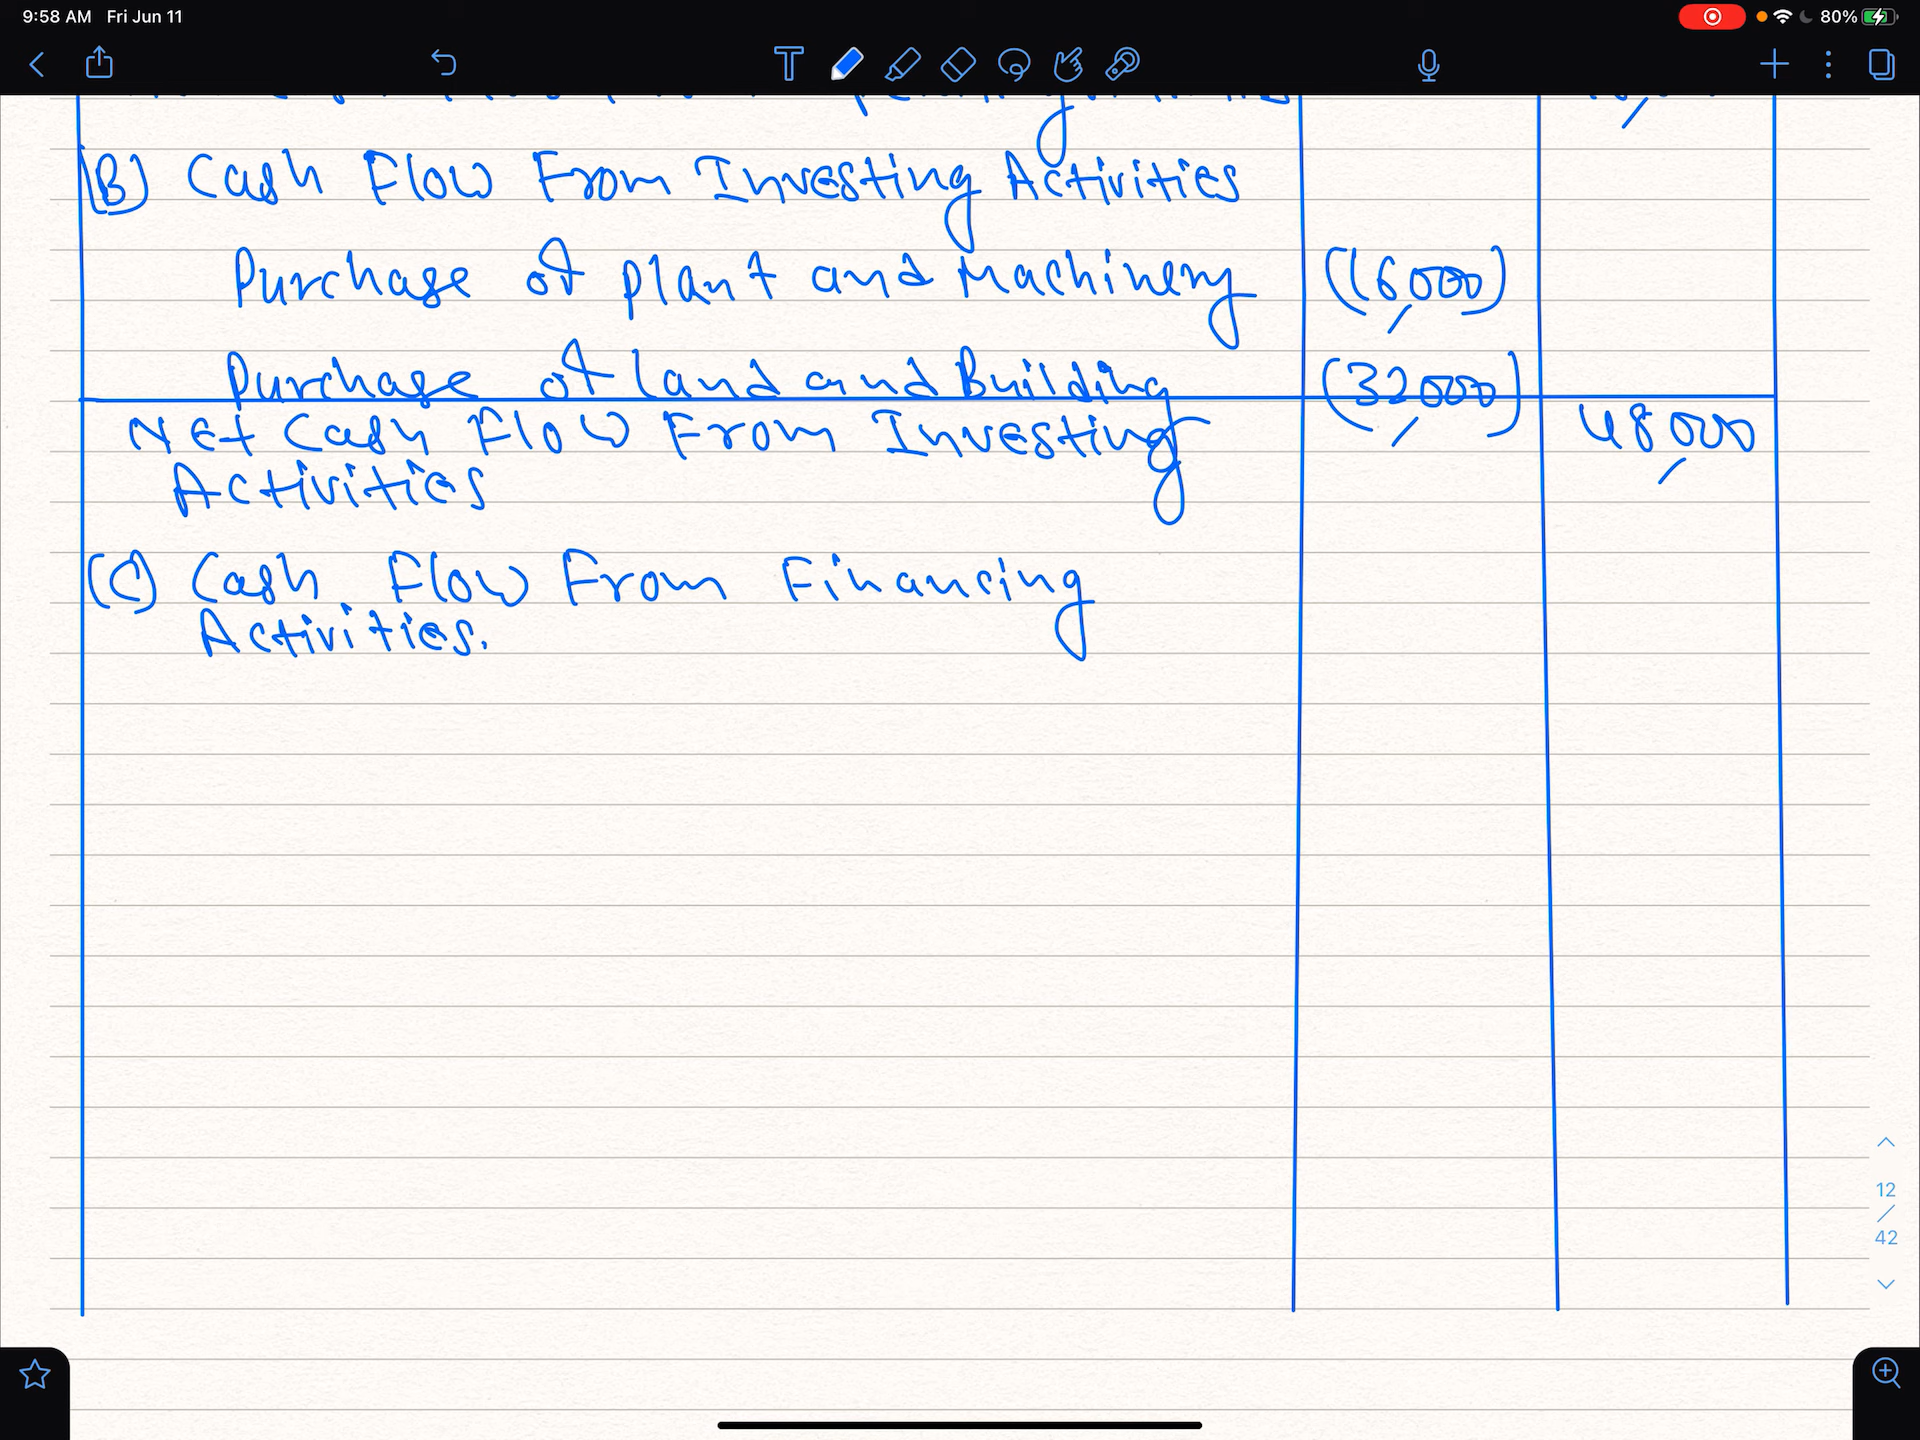 9:58 AM Fri Jun 11
80%
(B) Cash Flow From Investing Activities
Purchase of plant and Machinery (16,000)
Purchase of land and Building (32,000)
Net Cash Flow From Investing 48,000
Activities
(C) Cash Flow From Financing
Activities.
12
/
42